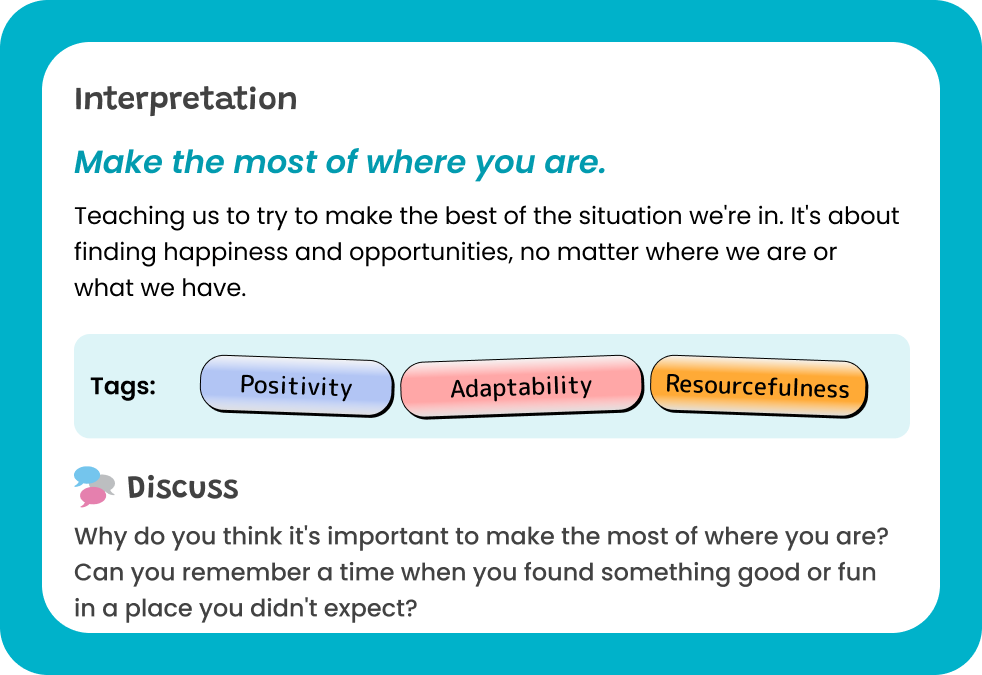 Interpretation
Make the most of where you are.
Teaching us to try to make the best of the situation we're in. It's about
finding happiness and opportunities, no matter where we are or
what we have.
Tags: Positivity Adaptability Resourcefulness
Discuss
Why do you think it's important to make the most of where you are?
Can you remember a time when you found something good or fun
in a place you didn't expect?